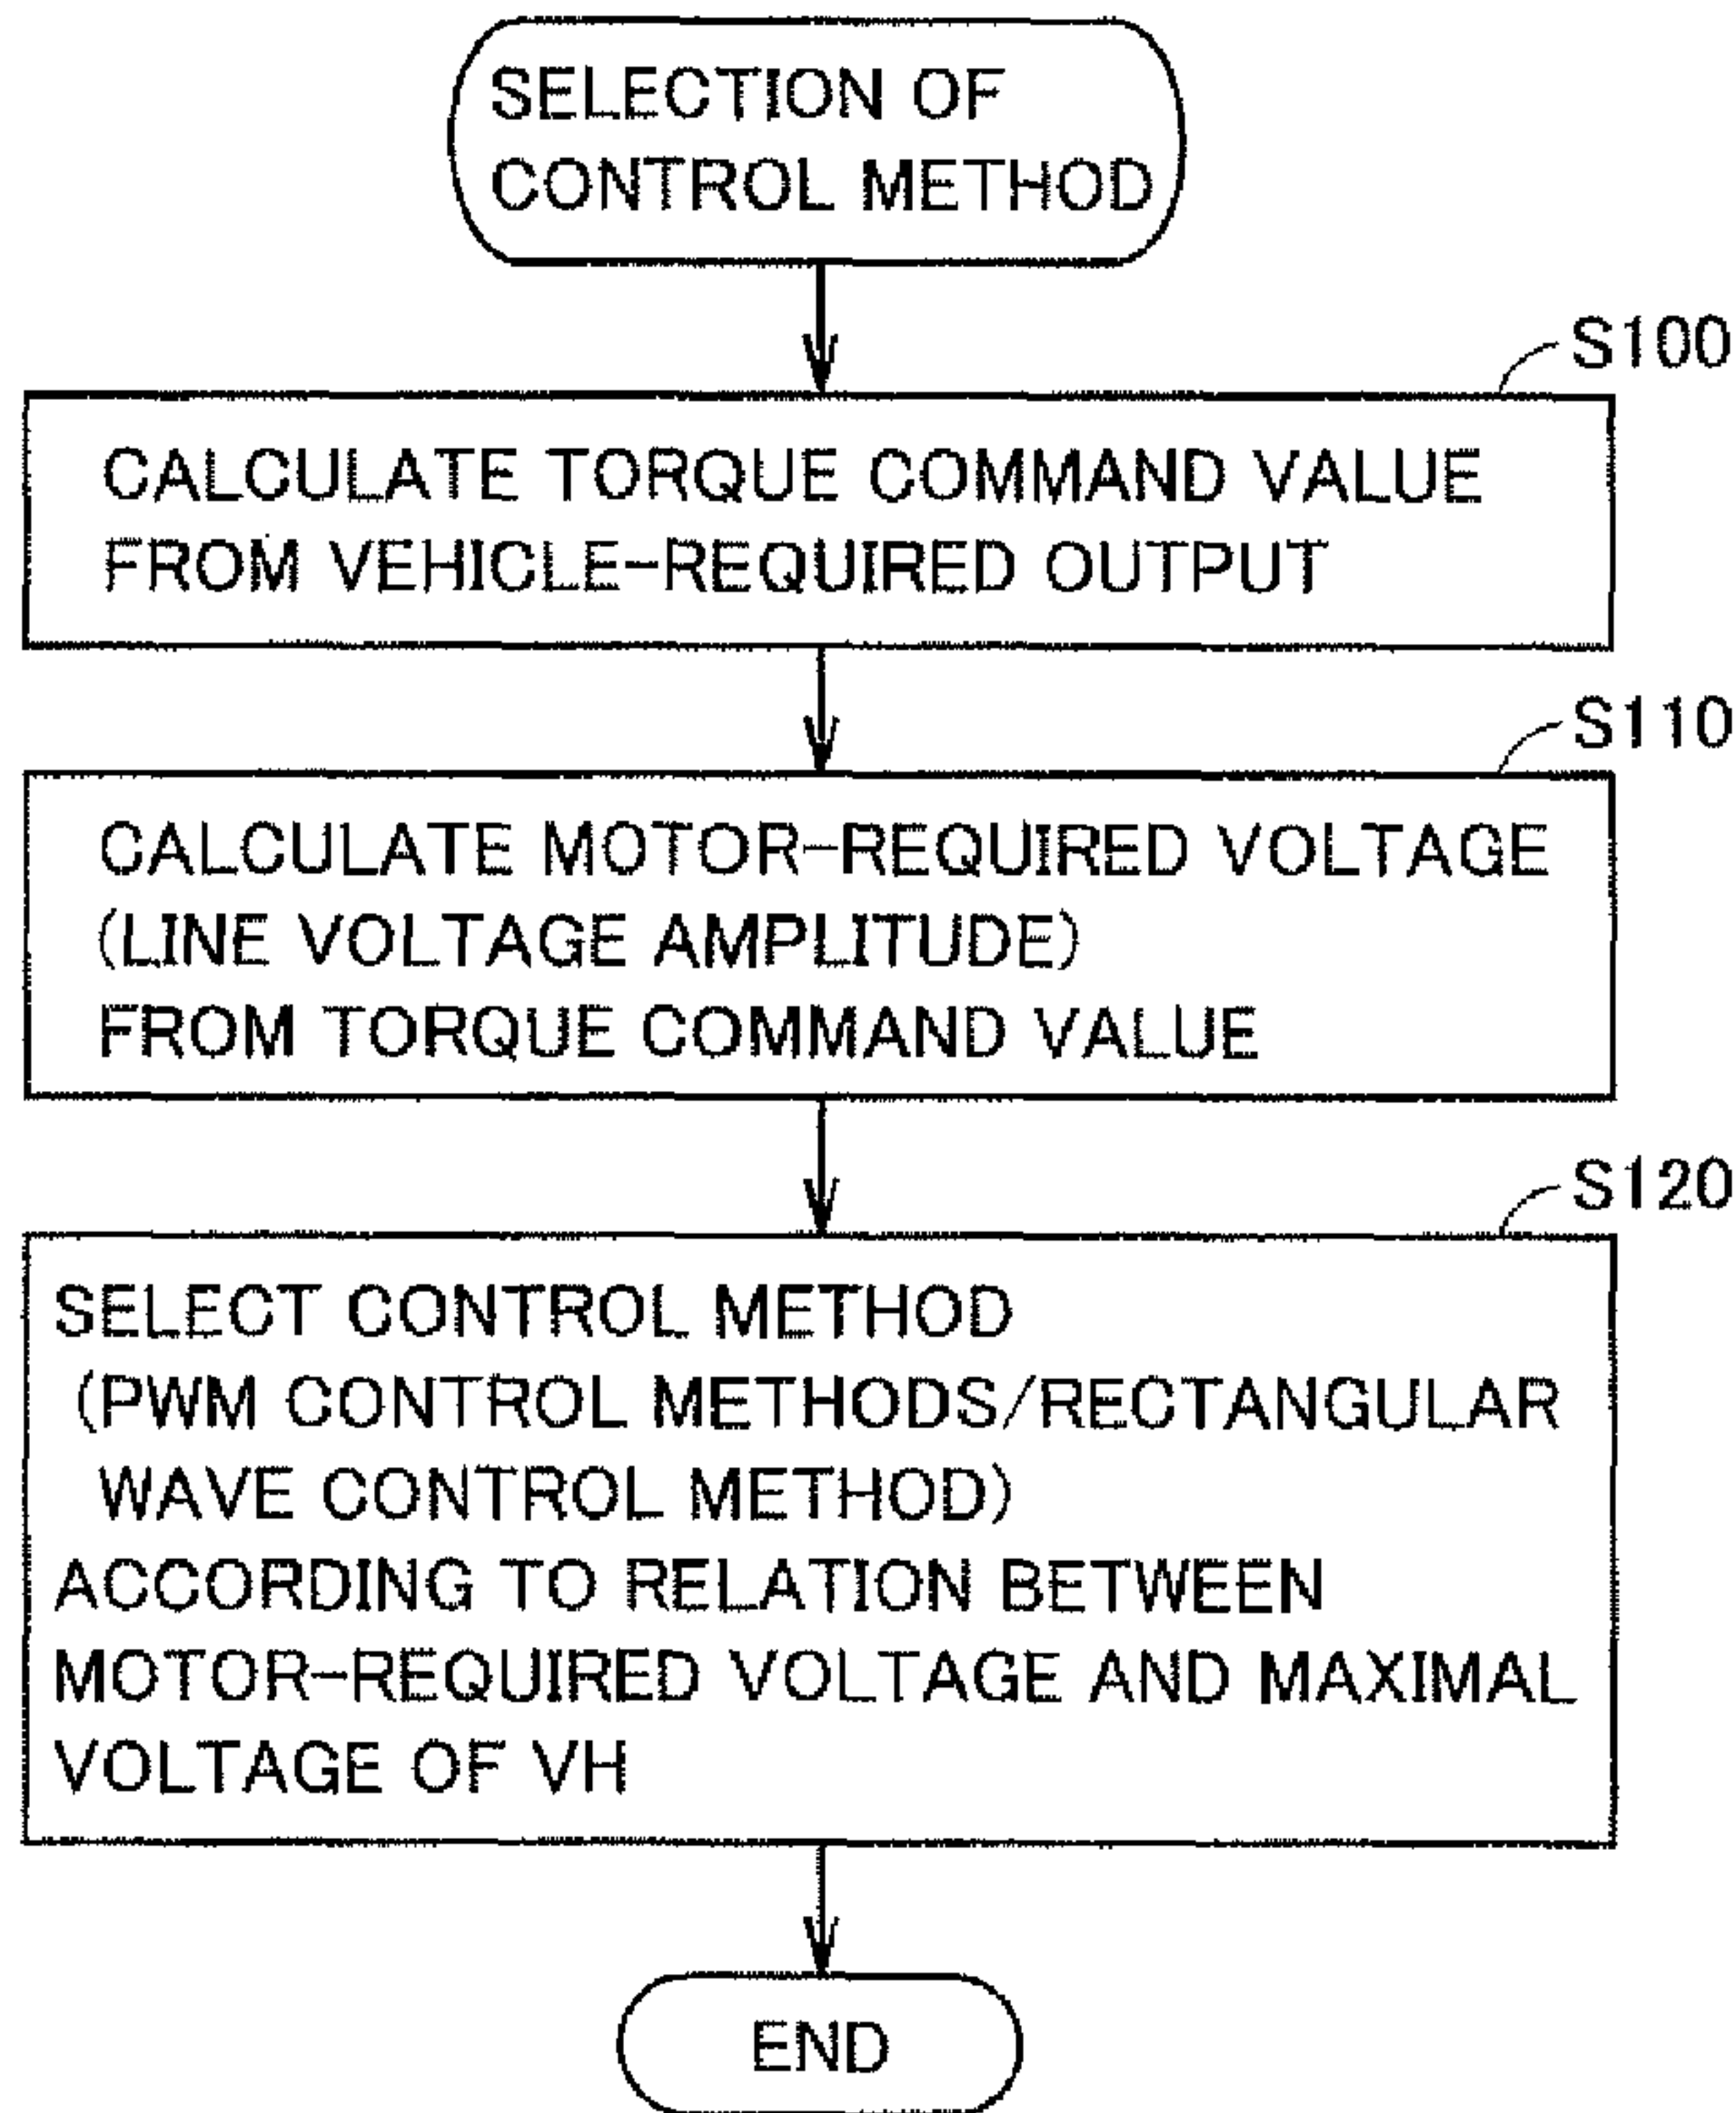 SELECTION OF
CONTROL METHOD
S100
CALCULATE TORQUE COMMAND VALUE
FROM VEHICLE-REQUIRED OUTPUT
S110
CALCULATE MOTOR-REQUIRED VOLTAGE
(LINE VOLTAGE AMPLITUDE)
FROM TORQUE COMMAND VALUE
S120
SELECT CONTROL METHOD
(PWM CONTROL METHODS/RECTANGULAR
WAVE CONTROL METHOD)
ACCORDING TO RELATION BETWEEN
MOTOR-REQUIRED VOLTAGE AND MAXIMAL
VOLTAGE OF VH
END